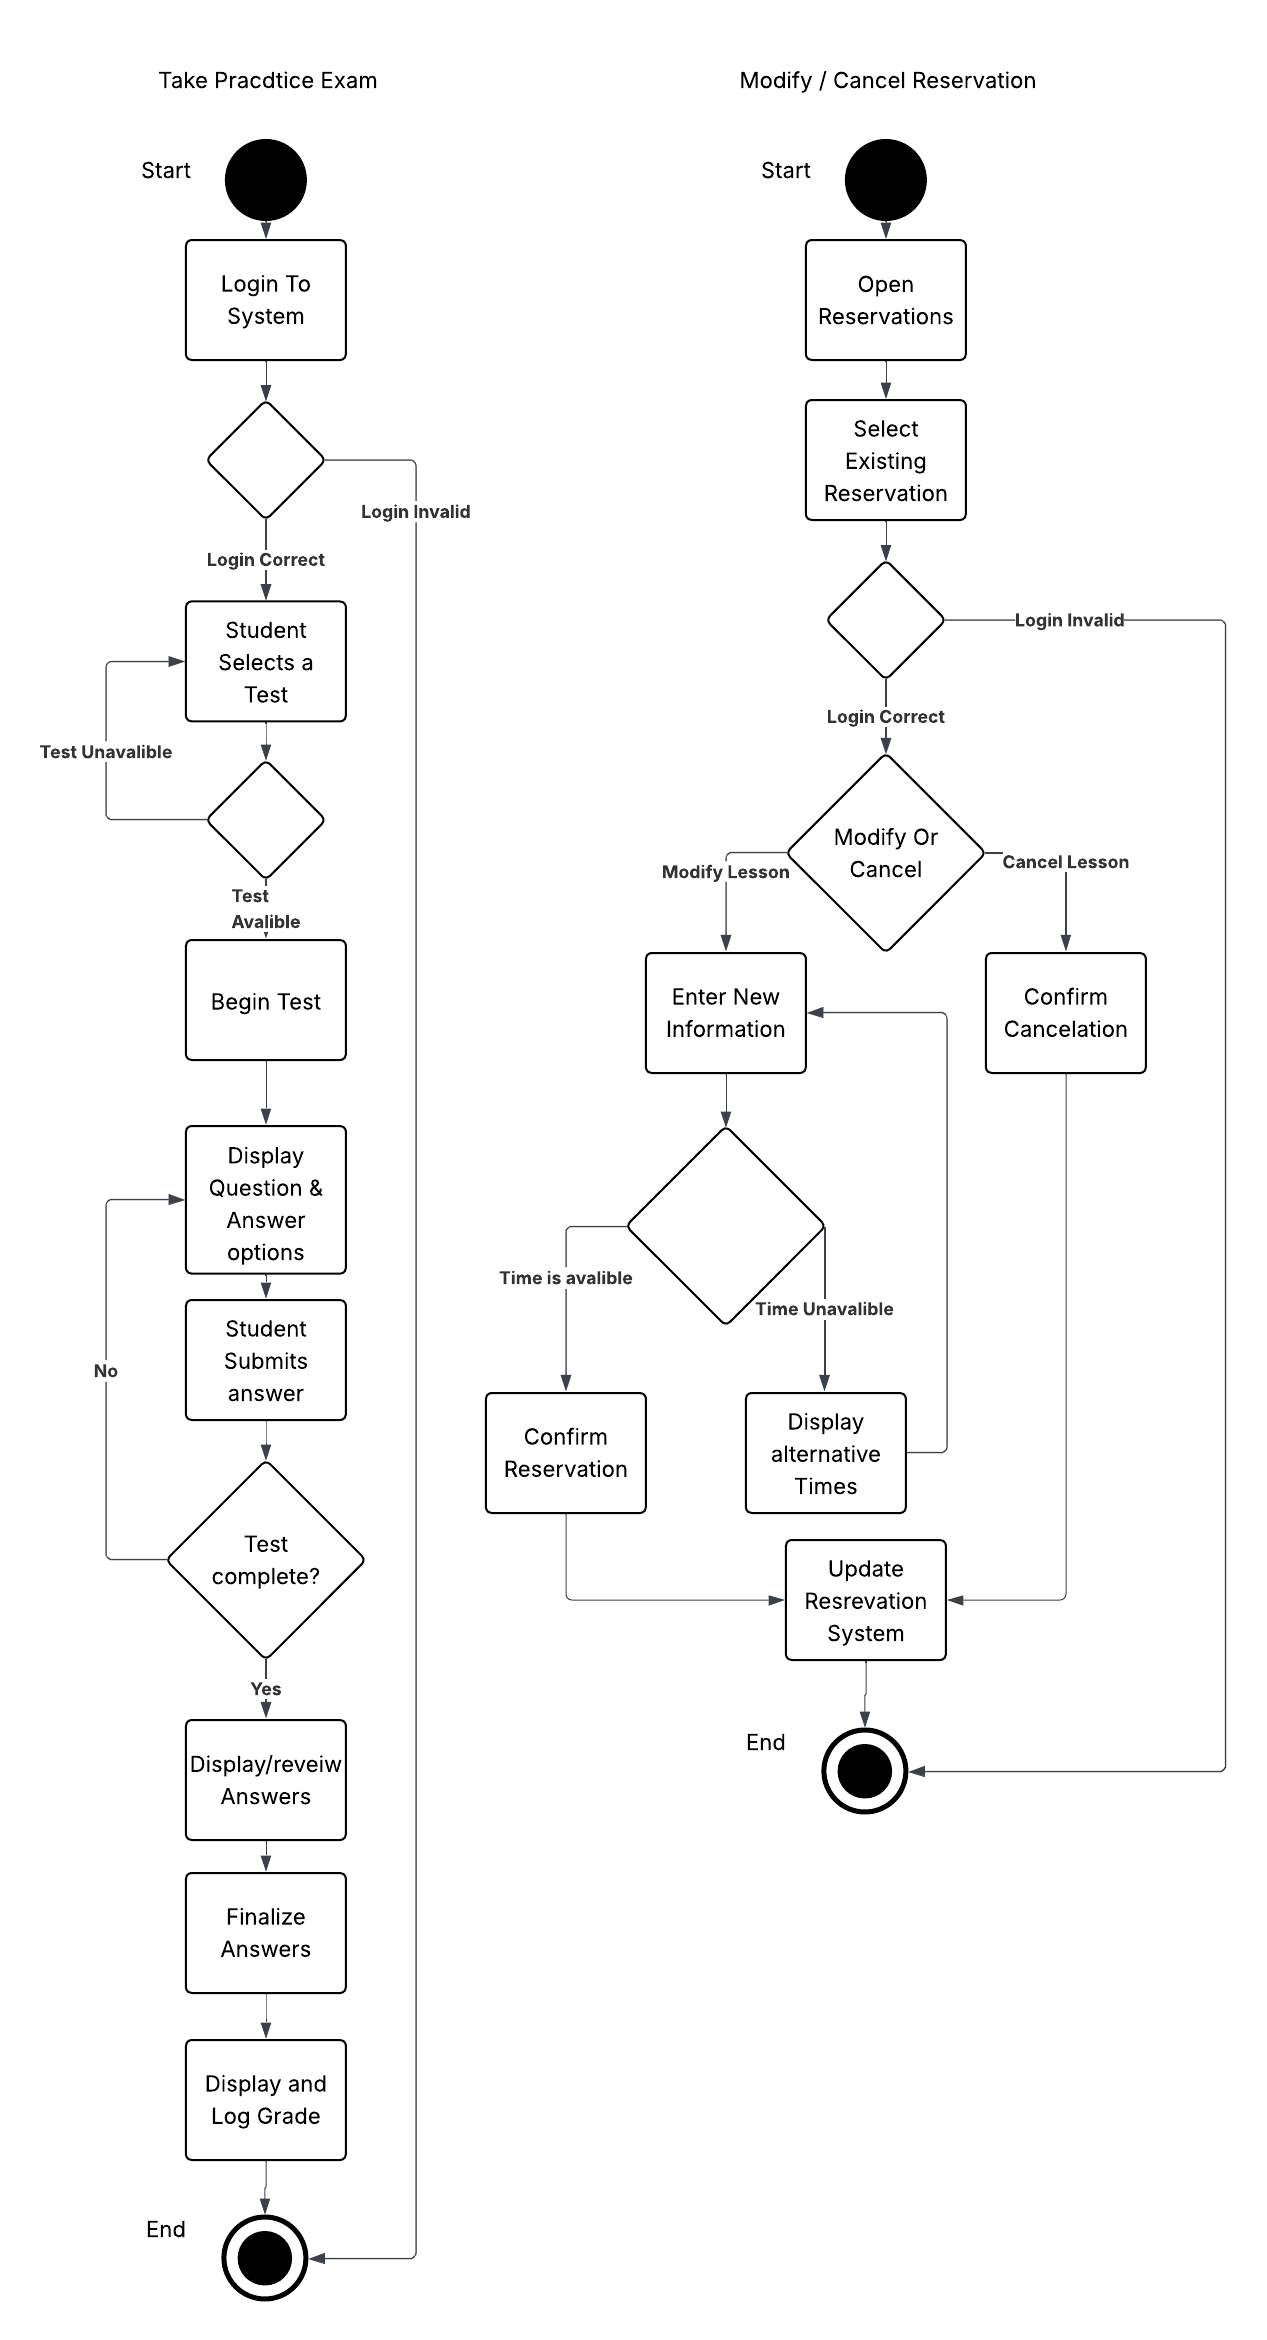 Take Pracdtice Exam
Start
Login To
System
Login Invalid
Login Correct
Student
Selects a
Test
Test Unavalible
Test
Avalible
Begin Test
Display
Question &
Answer
options
Student
Submits
answer
No
Test
complete?
Yes
Display/reveiw
Answers
Finalize
Answers
Display and
Log Grade
End
Modify / Cancel Reservation
Start
Open
Reservations
Select
Existing
Reservation
Login Invalid
Login Correct
Modify Or
Cancel
Modify Lesson
Cancel Lesson
Enter New
Information
Confirm
Cancelation
Time is avalible
Time Unavalible
Confirm
Reservation
Display
alternative
Times
Update
Resrevation
System
End